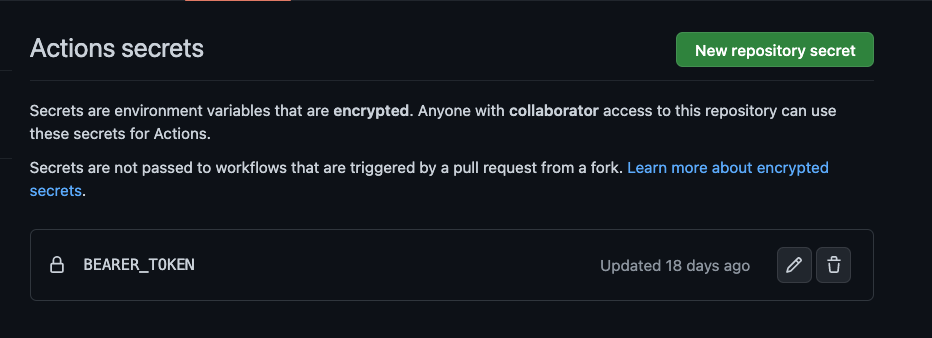 Actions secrets
New repository secret
Secrets are environment variables that are encrypted. Anyone with collaborator access to this repository can use
these secrets for Actions.
Secrets are not passed to workflows that are triggered by a pull request from a fork. Learn more about encrypted
secrets.
BEARER_TOKEN
Updated 18 days ago